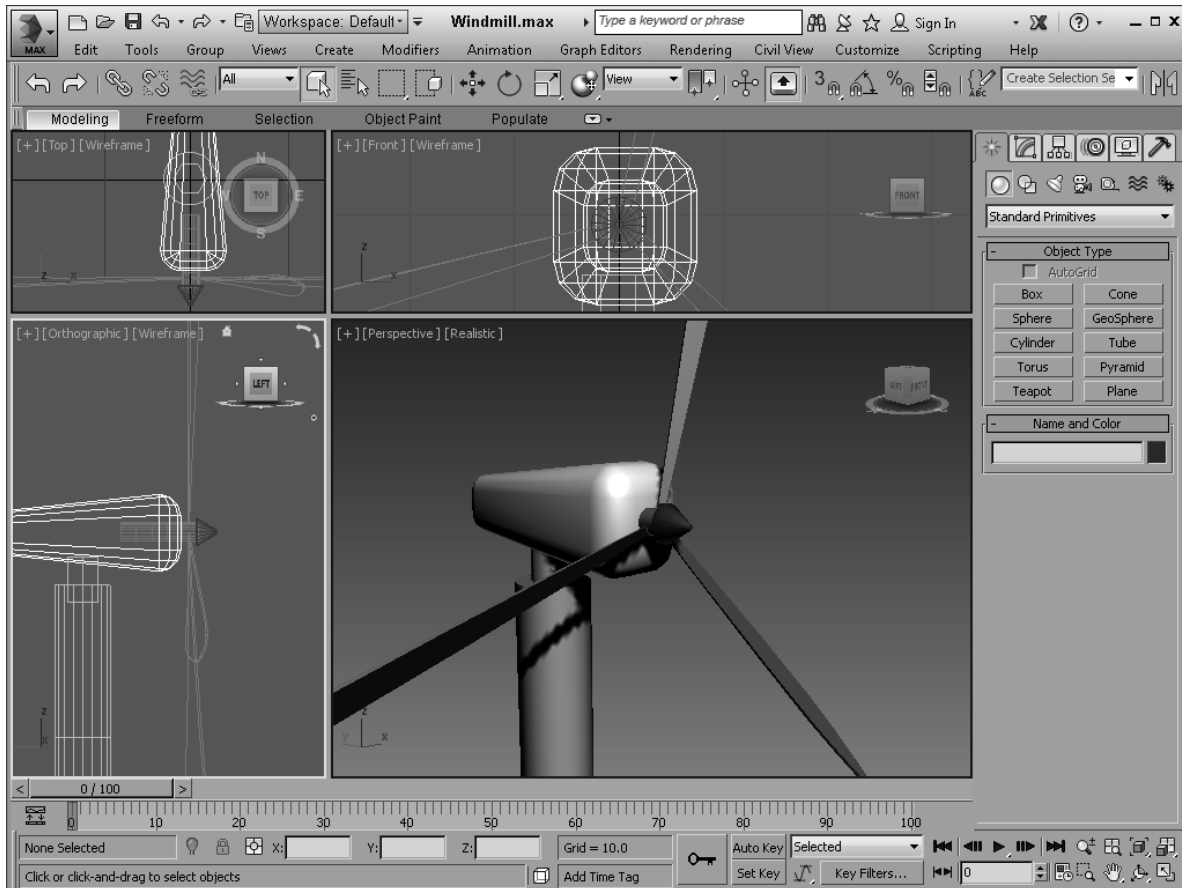 MAX
Workspace: Default
Windmill.max
Type a keyword or phrase
Sign In
Edit Tools Group Views Create Modifiers Animation Graph Editors Rendering Civil View Customize Scripting Help
All
View
3
%
ABC
Create Selection Se
Modeling Freeform Selection Object Paint Populate
[+] [Top] [Wireframe]
N
E
S
TOP
z x
[+] [Front] [Wireframe]
FRONT
z
x
Standard Primitives
- Object Type
AutoGrid
Box Cone
Sphere GeoSphere
Cylinder Tube
Torus Pyramid
Teapot Plane
- Name and Color
[+] [Orthographic] [Wireframe]
LEFT
z
x
[+] [Perspective] [Realistic]
LEFT FRONT
z
y x
< 0 / 100 >
0 10 20 30 40 50 60 70 80 90 100
None Selected X: Y: Z: Grid = 10.0 Auto Key Selected
Click or click-and-drag to select objects Add Time Tag Set Key Key Filters... 0